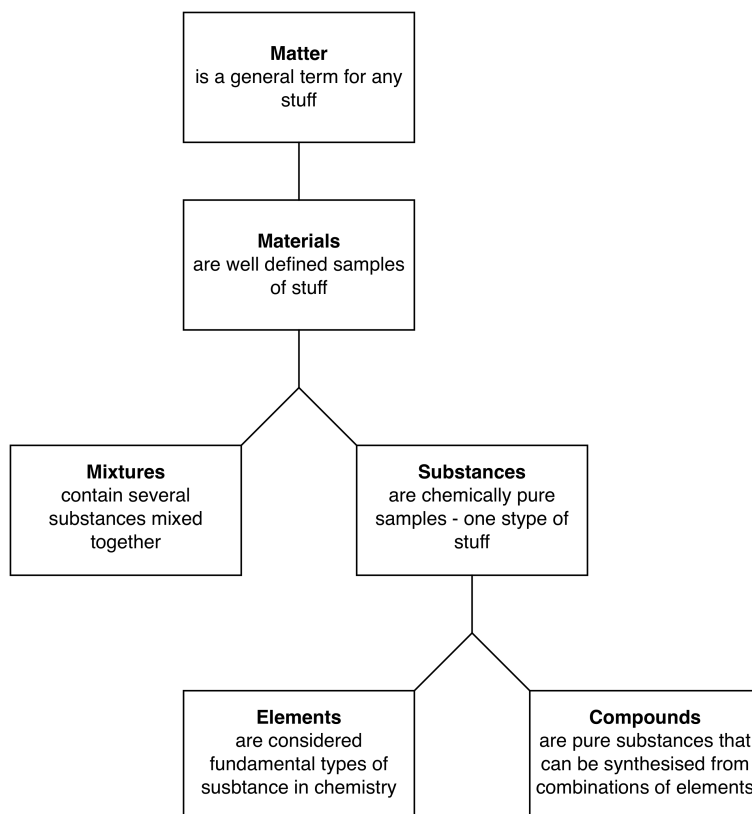 Matter
is a general term for any
stuff
Materials
are well defined samples
of stuff
Mixtures
contain several
substances mixed
together
Substances
are chemically pure
samples - one stype of
stuff
Elements
are considered
fundamental types of
susbtance in chemistry
Compounds
are pure substances that
can be synthesised from
combinations of elements